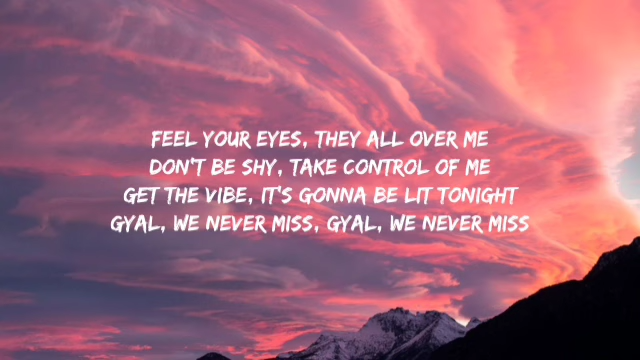 FEEL YOUR EYES, THEY ALL OVER ME
DON'T BE SHY, TAKE CONTROL OF ME
GET THE VIBE, IT'S GONNA BE LIT TONIGHT
GYAL, WE NEVER MISS, GYAL, WE NEVER MISS